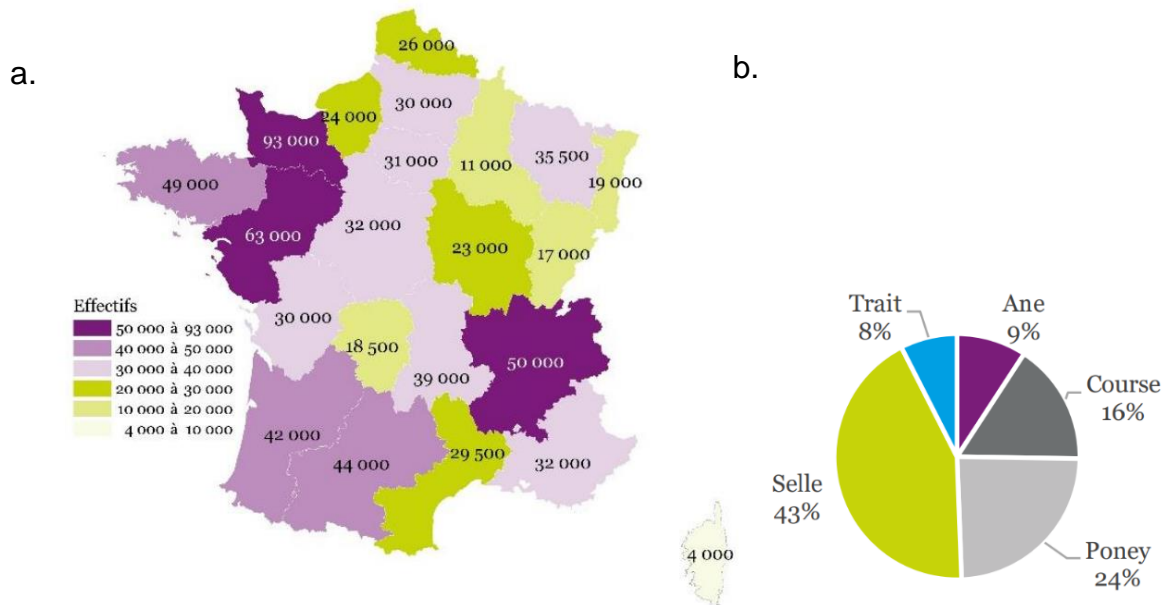 a.
26 000
30 000
24 000
93 000
31 000
11 000
35 500
19 000
49 000
32 000
63 000
23 000
17 000
30 000
18 500
39 000
50 000
42 000
44 000
29 500
32 000
4 000
Effectifs
50 000 à 93 000
40 000 à 50 000
30 000 à 40 000
20 000 à 30 000
10 000 à 20 000
4 000 à 10 000
b.
Trait
8%
Ane
9%
Course
16%
Selle
43%
Poney
24%